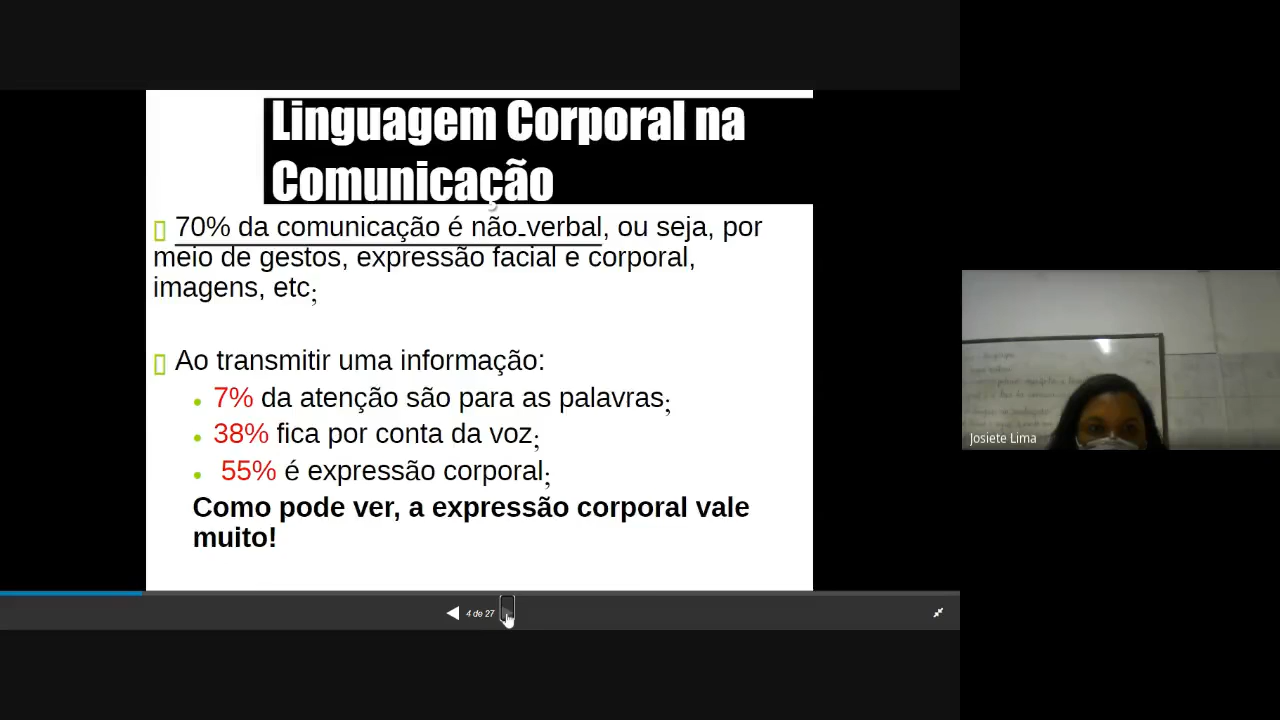 Linguagem Corporal na
Comunicação
70% da comunicação é não-verbal, ou seja, por
meio de gestos, expressão facial e corporal,
imagens, etc;
Ao transmitir uma informação:
7% da atenção são para as palavras;
38% fica por conta da voz;
55% é expressão corporal;
Como pode ver, a expressão corporal vale
muito!
4 de 27
Josiete Lima